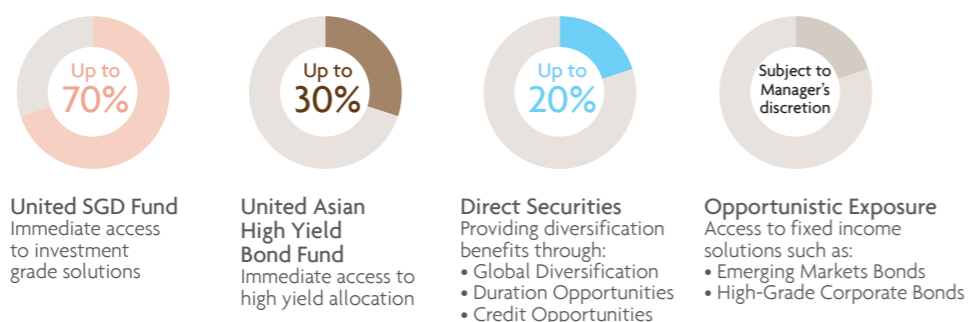 Up to
70%
Up to
30%
Up to
20%
Subject to
Manager's
discretion
United SGD Fund
Immediate access
to investment
grade solutions
United Asian
High Yield
Bond Fund
Immediate access to
high yield allocation
Direct Securities
Providing diversification
benefits through:
• Global Diversification
• Duration Opportunities
• Credit Opportunities
Opportunistic Exposure
Access to fixed income
solutions such as:
• Emerging Markets Bonds
• High-Grade Corporate Bonds